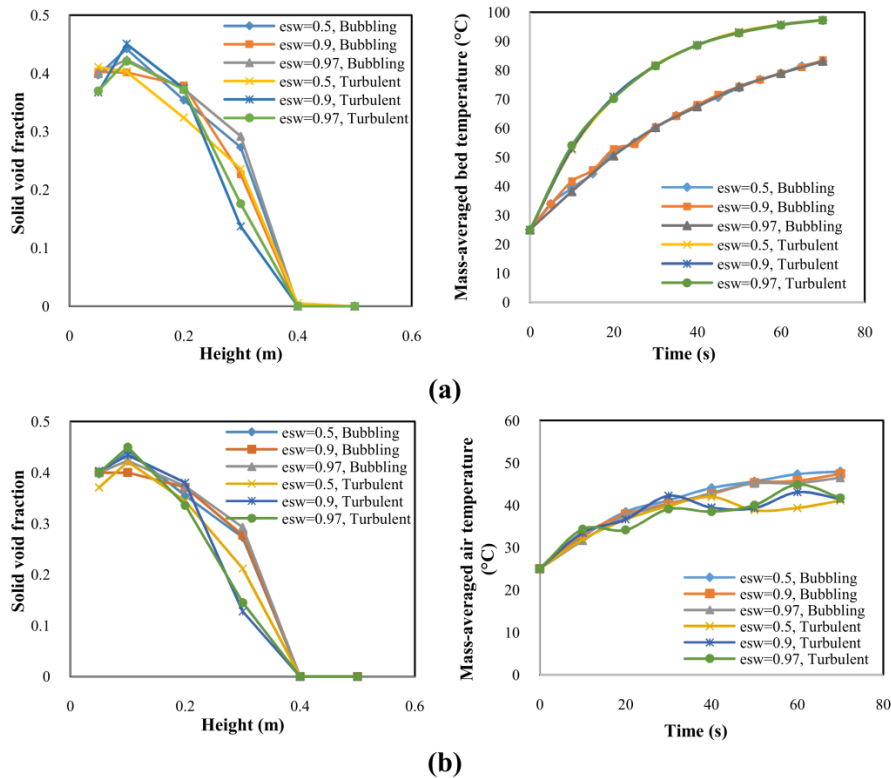 0.5
0.4
0.3
0.2
0.1
0
Solid void fraction
esw=0.5, Bubbling
esw=0.9, Bubbling
esw=0.97, Bubbling
esw=0.5, Turbulent
esw=0.9, Turbulent
esw=0.97, Turbulent
0 0.2 0.4 0.6
Height (m)
100
90
80
70
60
50
40
30
20
10
0
Mass-averaged bed temperature (°C)
esw=0.5, Bubbling
esw=0.9, Bubbling
esw=0.97, Bubbling
esw=0.5, Turbulent
esw=0.9, Turbulent
esw=0.97, Turbulent
0 20 40 60 80
Time (s)
(a)
0.5
0.4
0.3
0.2
0.1
0
Solid void fraction
esw=0.5, Bubbling
esw=0.9, Bubbling
esw=0.97, Bubbling
esw=0.5, Turbulent
esw=0.9, Turbulent
esw=0.97, Turbulent
0 0.2 0.4 0.6
Height (m)
60
50
40
30
20
10
0
Mass-averaged air temperature
(°C)
esw=0.5, Bubbling
esw=0.9, Bubbling
esw=0.97, Bubbling
esw=0.5, Turbulent
esw=0.9, Turbulent
esw=0.97, Turbulent
0 20 40 60 80
Time (s)
(b)